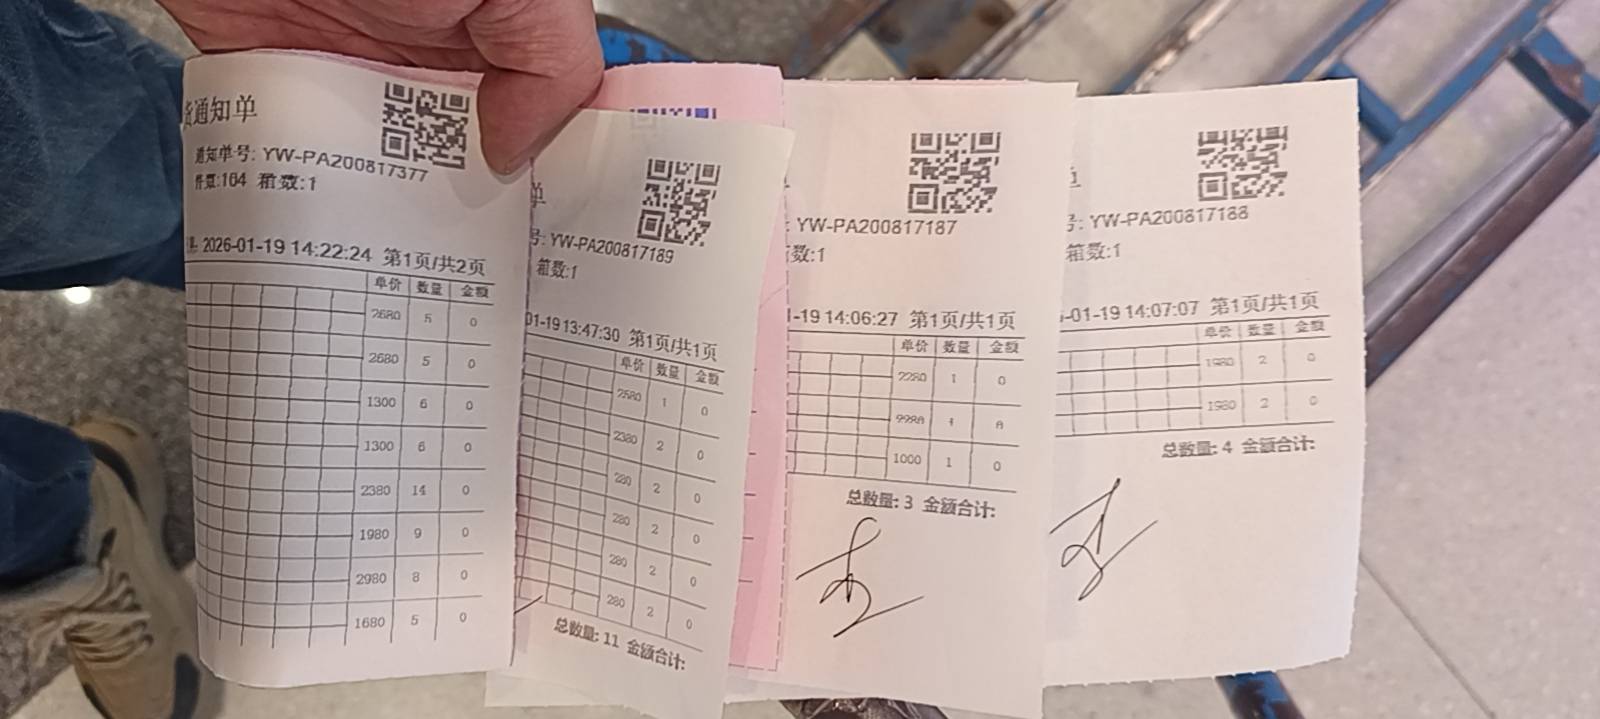 货通知单
通知单号: YW-PA200817377
件数:104 箱数:1
2026-01-19 14:22:24 第1页/共2页
单价 数量 金额
2680 5 0
2680 5 0
1300 6 0
1300 6 0
2380 14 0
1980 9 0
2980 8 0
1680 5 0
单
号: YW-PA200817189
箱数:1
01-19 13:47:30 第1页/共1页
单价 数量 金额
2580 1 0
2380 2 0
280 2 0
280 2 0
280 2 0
280 2 0
总数量: 11 金额合计:
: YW-PA200817187
箱数:1
-19 14:06:27 第1页/共1页
单价 数量 金额
2280 1 0
1
1000 1 0
总数量: 3 金额合计:
单
号: YW-PA200817188
箱数:1
-01-19 14:07:07 第1页/共1页
单价 数量 金额
1980 2 0
1980 2 0
总数量: 4 金额合计: